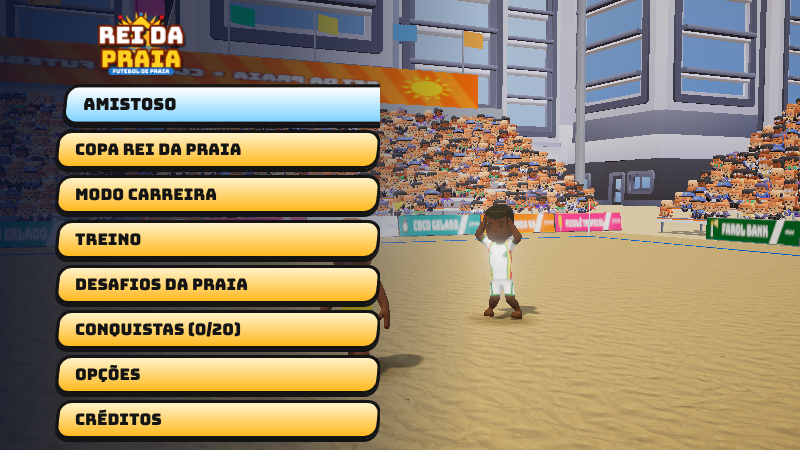 REI DA
PRAIA
FUTEBOL DE PRAIA
AMISTOSO
COPA REI DA PRAIA
MODO CARREIRA
TREINO
DESAFIOS DA PRAIA
CONQUISTAS (0/20)
OPÇÕES
CRÉDITOS
COCO GELADO
FAROL BANK